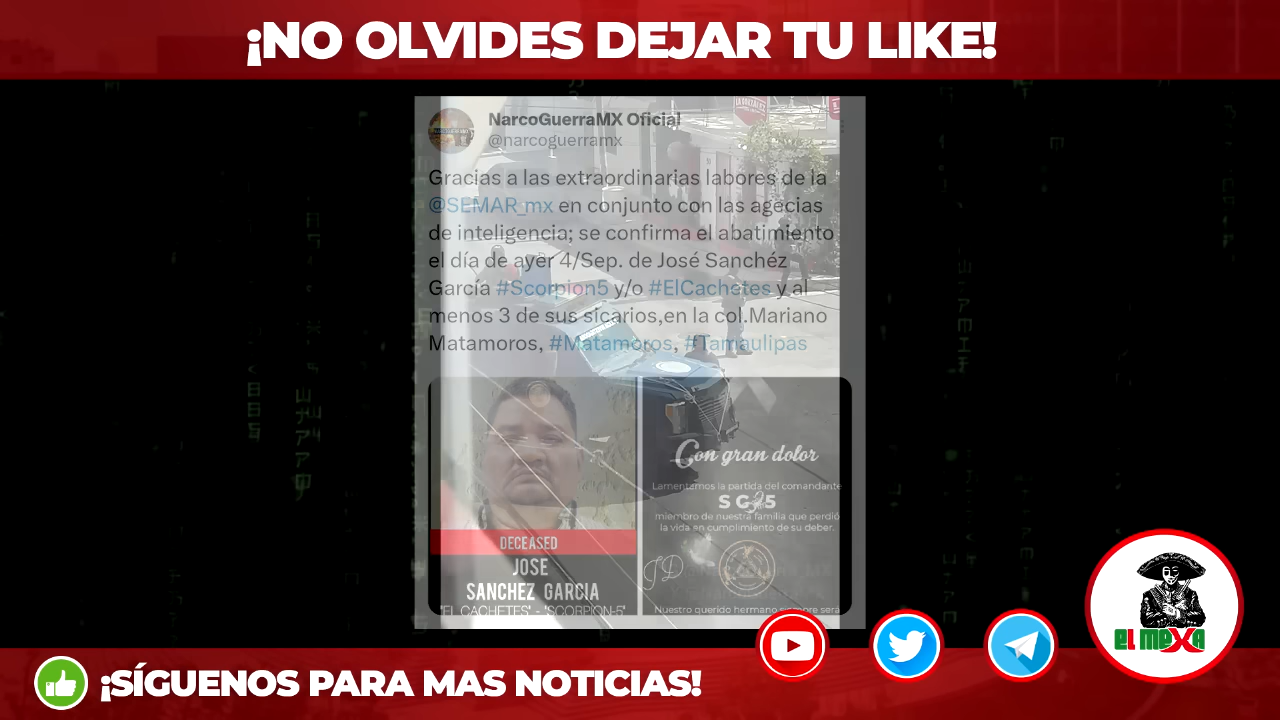 ¡NO OLVIDES DEJAR TU LIKE!
NarcoGuerraMX Oficial
@narcoguerramx
Gracias a las extraordinarias labores de la
@SEMAR_mx en conjunto con las agecias
de inteligencia; se confirma el abatimiento
el día de ayer 4/Sep. de José Sanchéz
García #Scorpion5 y/o #ElCachetes y al
menos 3 de sus sicarios,en la col.Mariano
Matamoros, #Matamoros, #Tamaulipas
DECEASED
JOSE
SANCHEZ GARCIA
"EL CACHETES" - "SCORPION-5"
Con gran dolor
Lamentamos la partida del comandante
miembro de nuestra familia que perdió
la vida en cumplimiento de su deber.
Nuestro querido hermano siempre será
EL MEXA
¡SÍGUENOS PARA MAS NOTICIAS!